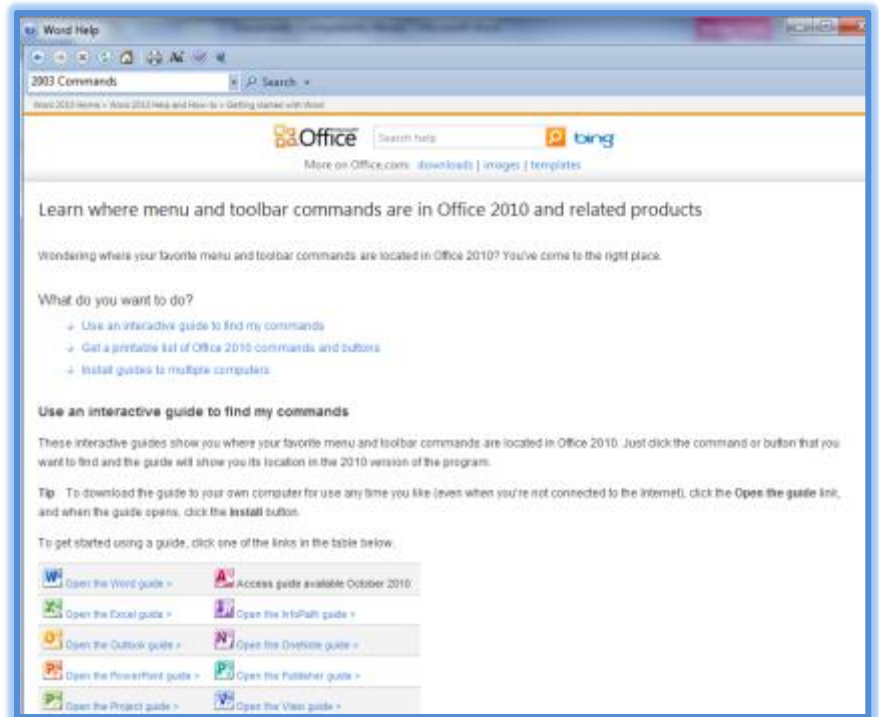 Word Help
2003 Commands
Search
Word 2010 Home > Word 2010 Help and How-to > Getting started with Word
Office
Search help
bing
More on Office.com: downloads | images | templates
Learn where menu and toolbar commands are in Office 2010 and related products
Wondering where your favorite menu and toolbar commands are located in Office 2010? You've come to the right place.
What do you want to do?
Use an interactive guide to find my commands
Get a printable list of Office 2010 commands and buttons
Install guides to multiple computers
Use an interactive guide to find my commands
These interactive guides show you where your favorite menu and toolbar commands are located in Office 2010. Just click the command or button that you
want to find and the guide will show you its location in the 2010 version of the program.
Tip To download the guide to your own computer for use any time you like (even when you're not connected to the Internet), click the Open the guide link,
and when the guide opens, click the Install button.
To get started using a guide, click one of the links in the table below.
Open the Word guide > Access guide available October 2010
Open the Excel guide > Open the InfoPath guide >
Open the Outlook guide > Open the OneNote guide >
Open the PowerPoint guide > Open the Publisher guide >
Open the Project guide > Open the Visio guide >